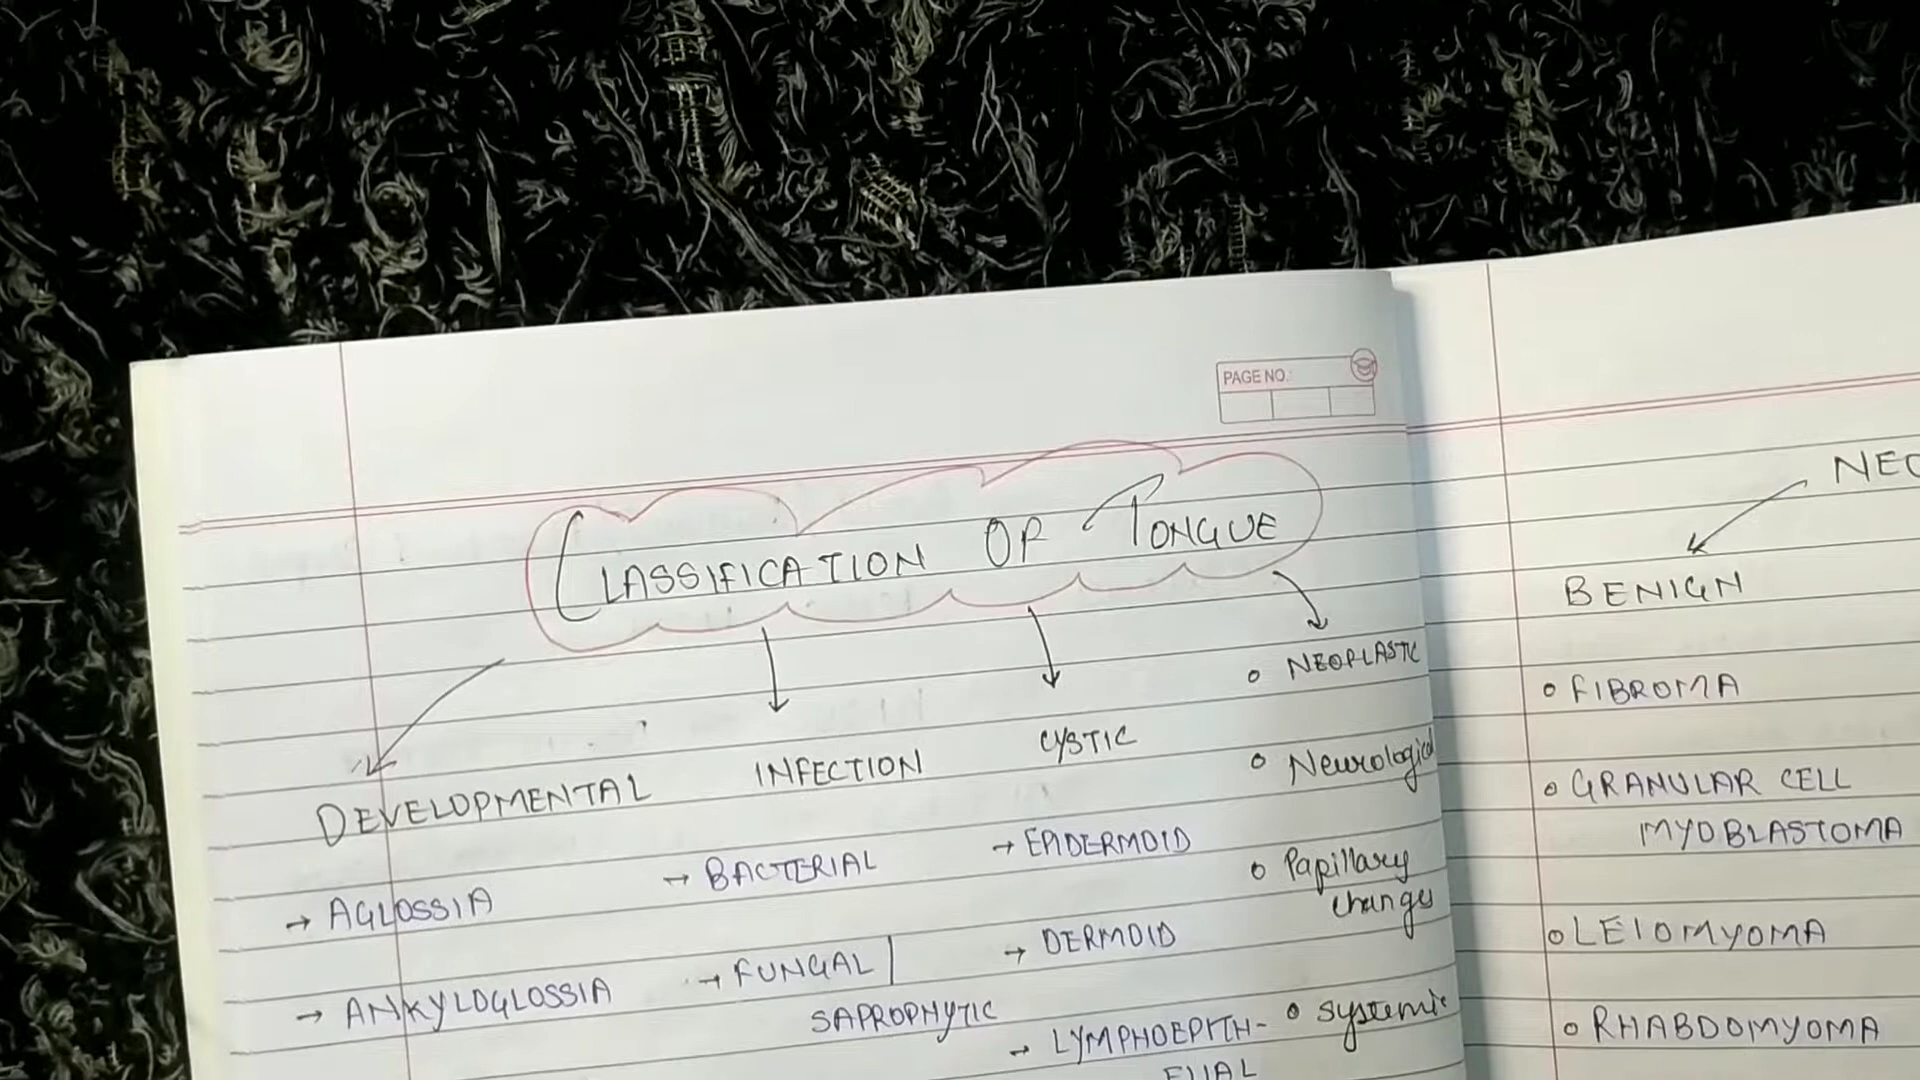 PAGE NO.:
CLASSIFICATION OF TONGUE
DEVELOPMENTAL
→ AGLOSSIA
→ ANKYLOGLOSSIA
INFECTION
→ BACTERIAL
→ FUNGAL |
SAPROPHYTIC
CYSTIC
→ EPIDERMOID
→ DERMOID
→ LYMPHOEPITH-
ELIAL
o NEOPLASTIC
o Neurological
o Papillary
changes
o systemic
BENIGN
o FIBROMA
o GRANULAR CELL
MYOBLASTOMA
o LEIOMYOMA
o RHABDOMYOMA